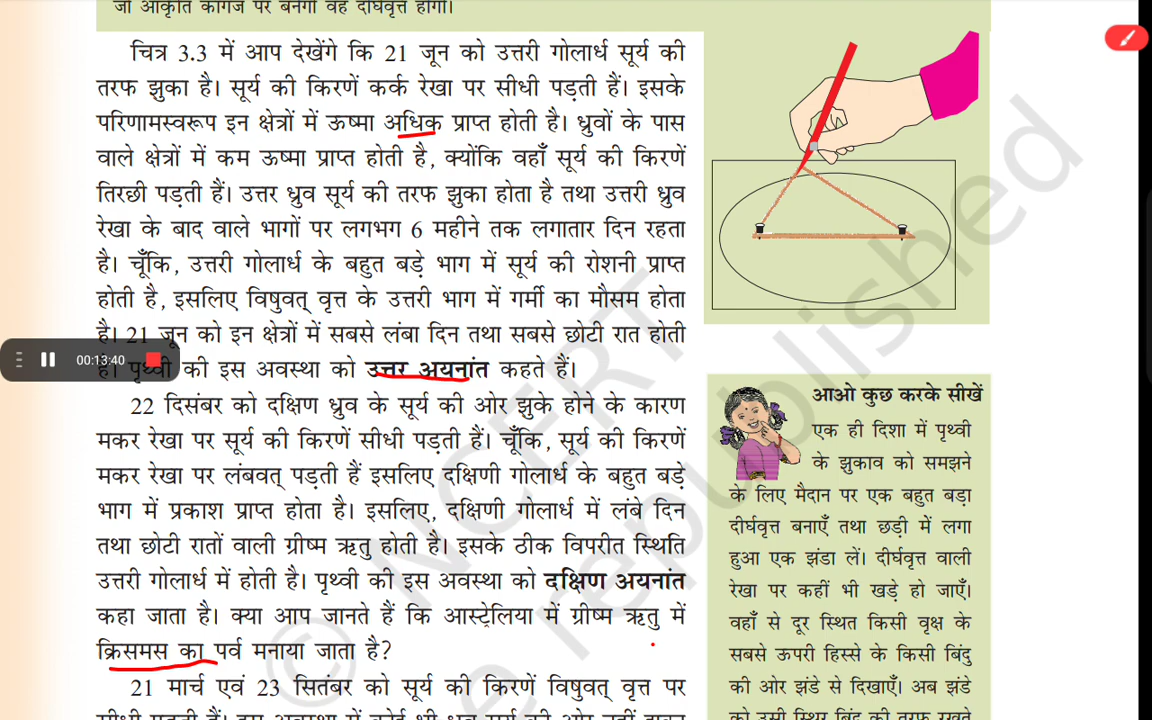 जो आकृति कागज पर बनेगी वह दीर्घवृत्त होगी।
चित्र 3.3 में आप देखेंगे कि 21 जून को उत्तरी गोलार्ध सूर्य की
तरफ झुका है। सूर्य की किरणें कर्क रेखा पर सीधी पड़ती हैं। इसके
परिणामस्वरूप इन क्षेत्रों में ऊष्मा अधिक प्राप्त होती है। ध्रुवों के पास
वाले क्षेत्रों में कम ऊष्मा प्राप्त होती है, क्योंकि वहाँ सूर्य की किरणें
तिरछी पड़ती हैं। उत्तर ध्रुव सूर्य की तरफ झुका होता है तथा उत्तरी ध्रुव
रेखा के बाद वाले भागों पर लगभग 6 महीने तक लगातार दिन रहता
है। चूँकि, उत्तरी गोलार्ध के बहुत बड़े भाग में सूर्य की रोशनी प्राप्त
होती है, इसलिए विषुवत् वृत्त के उत्तरी भाग में गर्मी का मौसम होता
है। 21 जून को इन क्षेत्रों में सबसे लंबा दिन तथा सबसे छोटी रात होती
00:13:40
हैं। पृथ्वी की इस अवस्था को उत्तर अयनांत कहते हैं।
22 दिसंबर को दक्षिण ध्रुव के सूर्य की ओर झुके होने के कारण
मकर रेखा पर सूर्य की किरणें सीधी पड़ती हैं। चूँकि, सूर्य की किरणें
मकर रेखा पर लंबवत् पड़ती हैं इसलिए दक्षिणी गोलार्ध के बहुत बड़े
भाग में प्रकाश प्राप्त होता है। इसलिए, दक्षिणी गोलार्ध में लंबे दिन
तथा छोटी रातों वाली ग्रीष्म ऋतु होती है। इसके ठीक विपरीत स्थिति
उत्तरी गोलार्ध में होती है। पृथ्वी की इस अवस्था को दक्षिण अयनांत
कहा जाता है। क्या आप जानते हैं कि आस्ट्रेलिया में ग्रीष्म ऋतु में
क्रिसमस का पर्व मनाया जाता है?
21 मार्च एवं 23 सितंबर को सूर्य की किरणें विषुवत् वृत्त पर
आओ कुछ करके सीखें
एक ही दिशा में पृथ्वी
के झुकाव को समझने
के लिए मैदान पर एक बहुत बड़ा
दीर्घवृत्त बनाएँ तथा छड़ी में लगा
हुआ एक झंडा लें। दीर्घवृत्त वाली
रेखा पर कहीं भी खड़े हो जाएँ।
वहाँ से दूर स्थित किसी वृक्ष के
सबसे ऊपरी हिस्से के किसी बिंदु
की ओर झंडे से दिखाएँ। अब झंडे
को उसी स्थिर बिंदु की तरफ रखते
© NCERT
republished